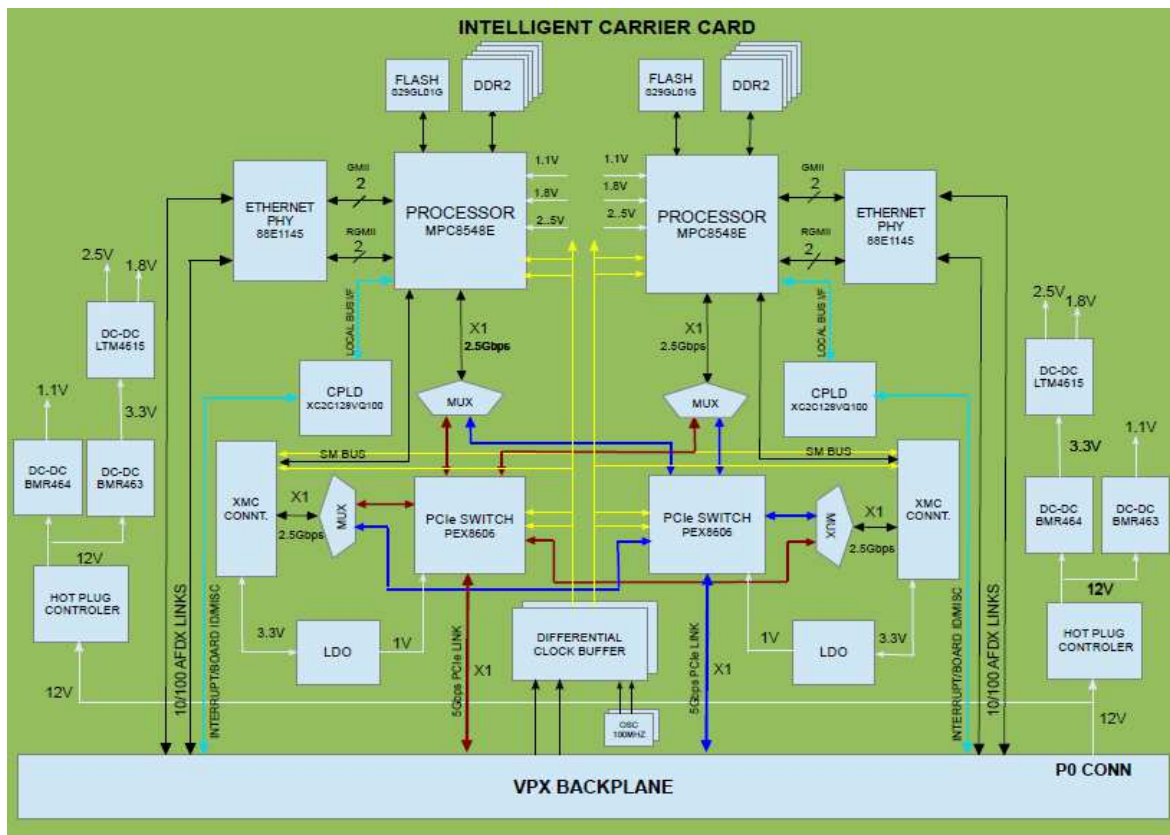 INTELLIGENT CARRIER CARD
FLASH
S29GL01G
DDR2
FLASH
S29GL01G
DDR2
ETHERNET
PHY
88E1145
GMII
2
RGMII
2
PROCESSOR
MPC8548E
1.1V
1.8V
2..5V
1.1V
1.8V
2..5V
PROCESSOR
MPC8548E
GMII
2
RGMII
2
ETHERNET
PHY
88E1145
2.5V
1.8V
DC-DC
LTM4615
1.1V
3.3V
DC-DC
BMR464
DC-DC
BMR463
12V
HOT PLUG
CONTROLER
12V
10/100 AFDX LINKS
INTERRUPT/BOARD ID/MISC
LOCAL BUS I/F
CPLD
XC2C128VQ100
X1
2.5Gbps
MUX
SM BUS
XMC
CONNT.
X1
2.5Gbps
MUX
PCIe SWITCH
PEX8606
3.3V
LDO
1V
5Gbps PCIe LINK
X1
DIFFERENTIAL
CLOCK BUFFER
OSC
100MHZ
X1
2.5Gbps
MUX
LOCAL BUS I/F
CPLD
XC2C128VQ100
SM BUS
PCIe SWITCH
PEX8606
MUX
X1
2.5Gbps
XMC
CONNT.
5Gbps PCIe LINK
X1
1V
LDO
3.3V
INTERRUPT/BOARD ID/MISC
10/100 AFDX LINKS
2.5V
1.8V
DC-DC
LTM4615
3.3V
1.1V
DC-DC
BMR464
DC-DC
BMR463
12V
HOT PLUG
CONTROLER
12V
P0 CONN
VPX BACKPLANE